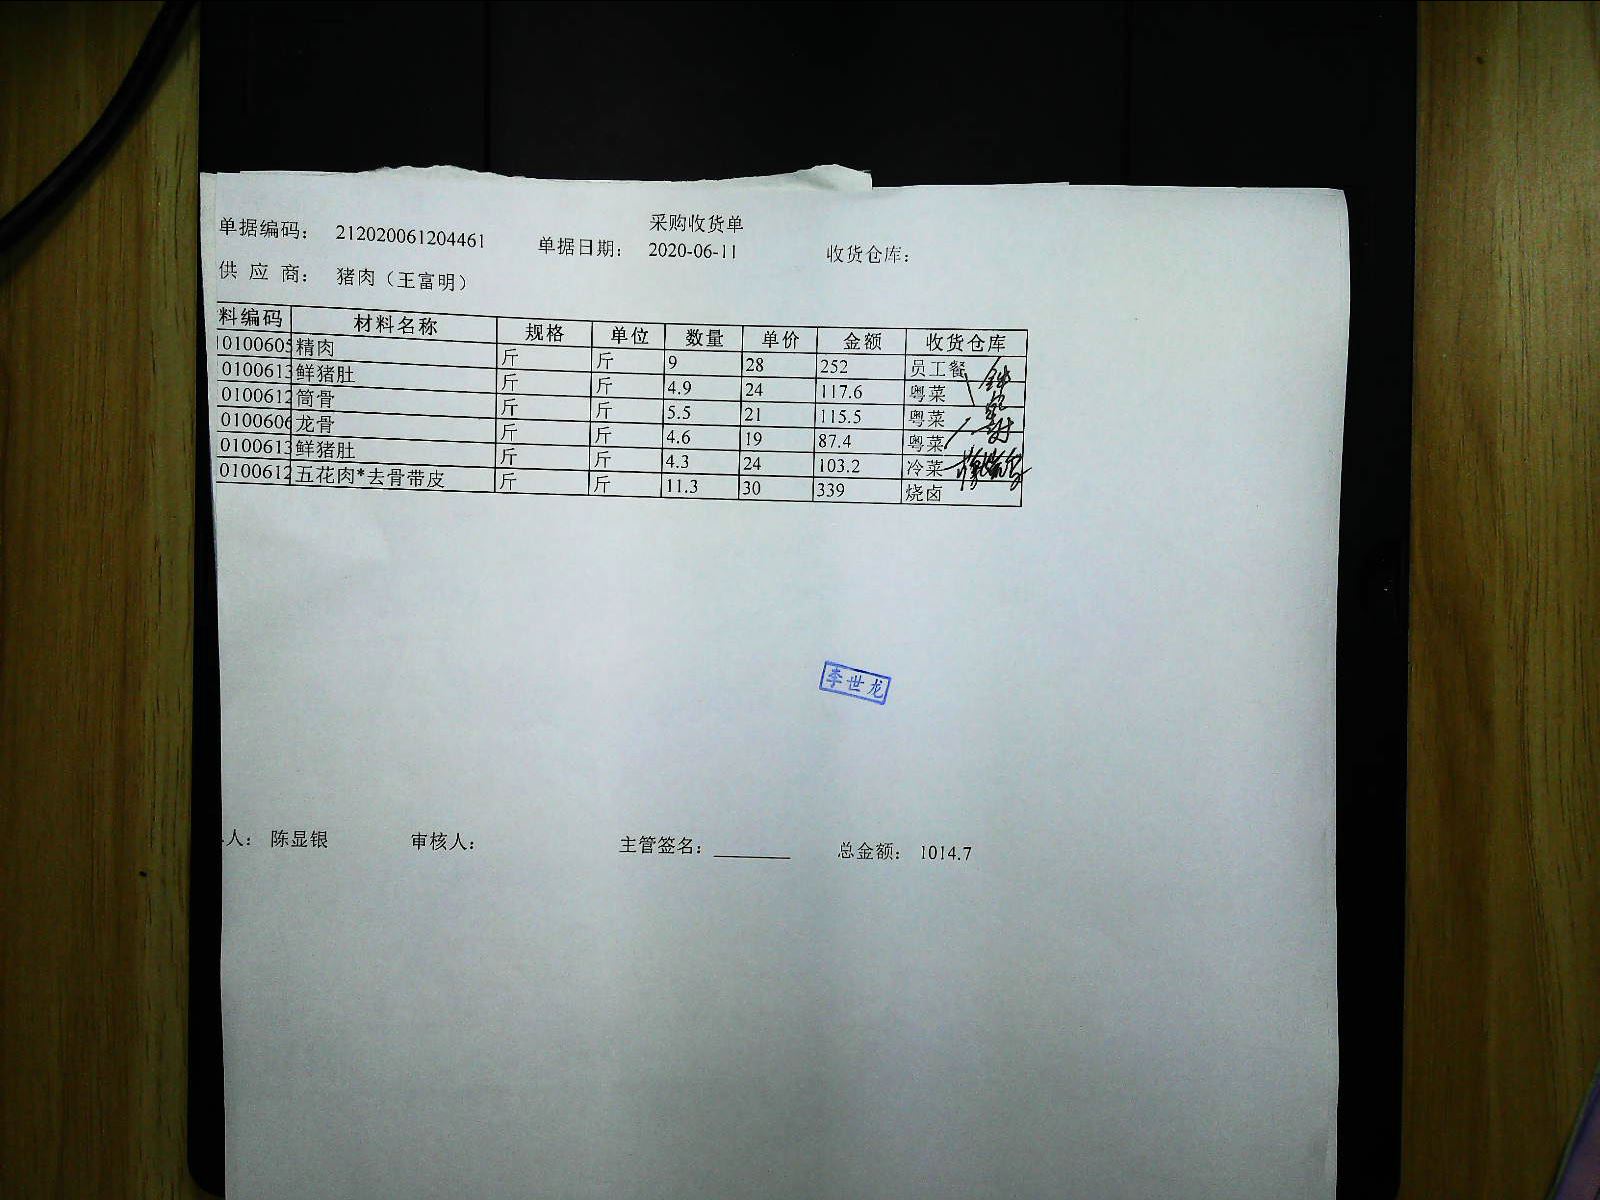 采购收货单
单据编码： 212020061204461 单据日期： 2020-06-11 收货仓库：
供 应 商： 猪肉（王富明）
料编码 材料名称 规格 单位 数量 单价 金额 收货仓库
0100605 精肉 斤 斤 9 28 252 员工餐
0100613 鲜猪肚 斤 斤 4.9 24 117.6 粤菜
0100612 筒骨 斤 斤 5.5 21 115.5 粤菜
0100606 龙骨 斤 斤 4.6 19 87.4 粤菜
0100613 鲜猪肚 斤 斤 4.3 24 103.2 冷菜
0100612 五花肉*去骨带皮 斤 斤 11.3 30 339 烧卤
李世龙
人： 陈显银 审核人： 主管签名： 总金额： 1014.7